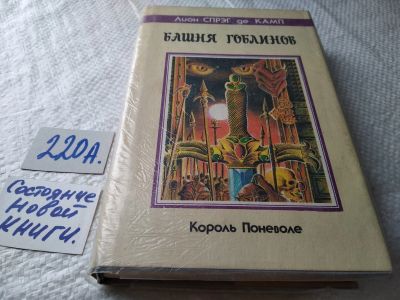 Лион СПРЭГ де КАМП
БАШНЯ ГОБЛИНОВ
Король Поневоле
220А.
Состояние
новой
книги.